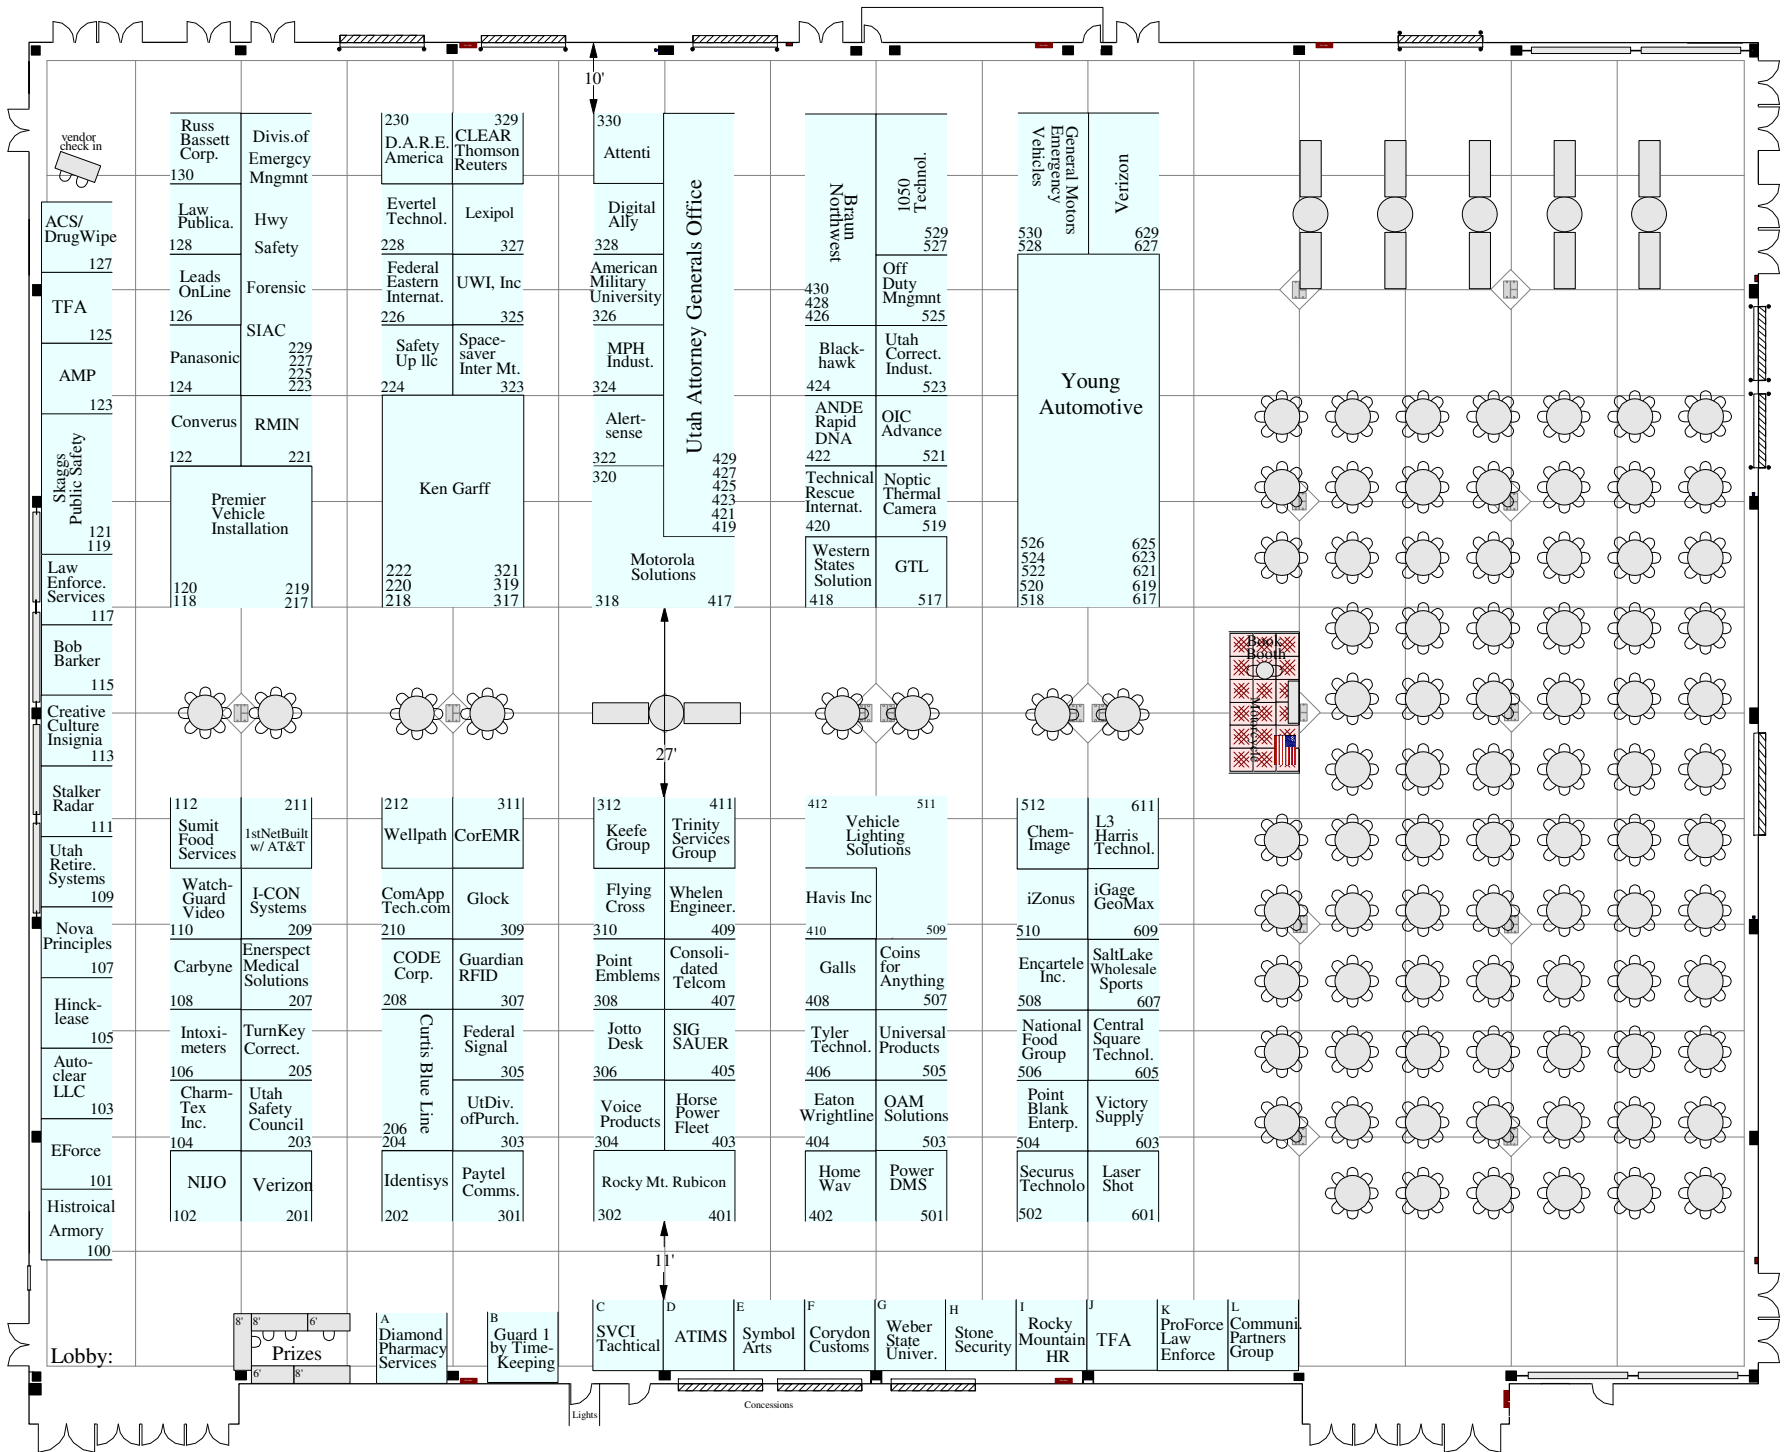 10'
vendor
check in
Russ
Bassett
Corp.
130
Divis.of
Emergcy
Mngmnt
Hwy
Safety
Forensic
SIAC
229
227
225
223
Law
Publica.
128
Leads
OnLine
126
Panasonic
124
Converus
122
RMIN
221
Premier
Vehicle
Installation
120
118
219
217
230
D.A.R.E.
America
329
CLEAR
Thomson
Reuters
Evertel
Technol.
228
Lexipol
327
Federal
Eastern
Internat.
226
UWI, Inc
325
Safety
Up llc
224
Space-
saver
Inter Mt.
323
Ken Garff
222
220
218
321
319
317
330
Attenti
Digital
Ally
328
American
Military
University
326
MPH
Indust.
324
Alert-
sense
322
Utah Attorney Generals Office
429
427
425
423
421
419
320
Motorola
Solutions
318
417
Braun
Northwest
430
428
426
1050
Technol.
529
527
Off
Duty
Mngmnt
525
Black-
hawk
424
Utah
Correct.
Indust.
523
ANDE
Rapid
DNA
422
OIC
Advance
521
Technical
Rescue
Internat.
420
Noptic
Thermal
Camera
519
Western
States
Solution
418
GTL
517
General Motors
Emergency
Vehicles
530
528
Verizon
629
627
Young
Automotive
526
524
522
520
518
625
623
621
619
617
ACS/
DrugWipe
127
TFA
125
AMP
123
Skaggs
Public Safety
121
119
Law
Enforce.
Services
117
Bob
Barker
115
Creative
Culture
Insignia
113
Stalker
Radar
111
Utah
Retire.
Systems
109
Nova
Principles
107
Hinck-
lease
105
Auto-
clear
LLC
103
EForce
101
Histroical
Armory
100
27'
Book
Booth
Motorcycle
112
Sumit
Food
Services
211
1stNetBuilt
w/ AT&T
Watch-
Guard
Video
110
I-CON
Systems
209
Carbyne
108
Enerspect
Medical
Solutions
207
Intoxi-
meters
106
TurnKey
Correct.
205
Charm-
Tex
Inc.
104
Utah
Safety
Council
203
NIJO
102
Verizon
201
212
Wellpath
311
CorEMR
ComApp
Tech.com
210
Glock
309
CODE
Corp.
208
Guardian
RFID
307
Curtis Blue Line
206
204
Federal
Signal
305
UtDiv.
ofPurch.
303
Identisys
202
Paytel
Comms.
301
312
Keefe
Group
411
Trinity
Services
Group
Flying
Cross
310
Whelen
Engineer.
409
Point
Emblems
308
Consoli-
dated
Telcom
407
Jotto
Desk
306
SIG
SAUER
405
Voice
Products
304
Horse
Power
Fleet
403
Rocky Mt. Rubicon
302
401
412
511
Vehicle
Lighting
Solutions
Havis Inc
410
509
Galls
408
Coins
for
Anything
507
Tyler
Technol.
406
Universal
Products
505
Eaton
Wrightline
404
OAM
Solutions
503
Home
Wav
402
Power
DMS
501
512
Chem-
Image
611
L3
Harris
Technol.
iZonus
510
iGage
GeoMax
609
Encartele
Inc.
508
SaltLake
Wholesale
Sports
607
National
Food
Group
506
Central
Square
Technol.
605
Point
Blank
Enterp.
504
Victory
Supply
603
Securus
Technolo
502
Laser
Shot
601
11'
Lobby:
8'
8'
6'
Prizes
6'
8'
A
Diamond
Pharmacy
Services
B
Guard 1
by Time-
Keeping
C
SVCI
Tachtical
D
ATIMS
E
Symbol
Arts
F
Corydon
Customs
G
Weber
State
Univer.
H
Stone
Security
I
Rocky
Mountain
HR
J
TFA
K
ProForce
Law
Enforce
L
Communi.
Partners
Group
Lights
Concessions